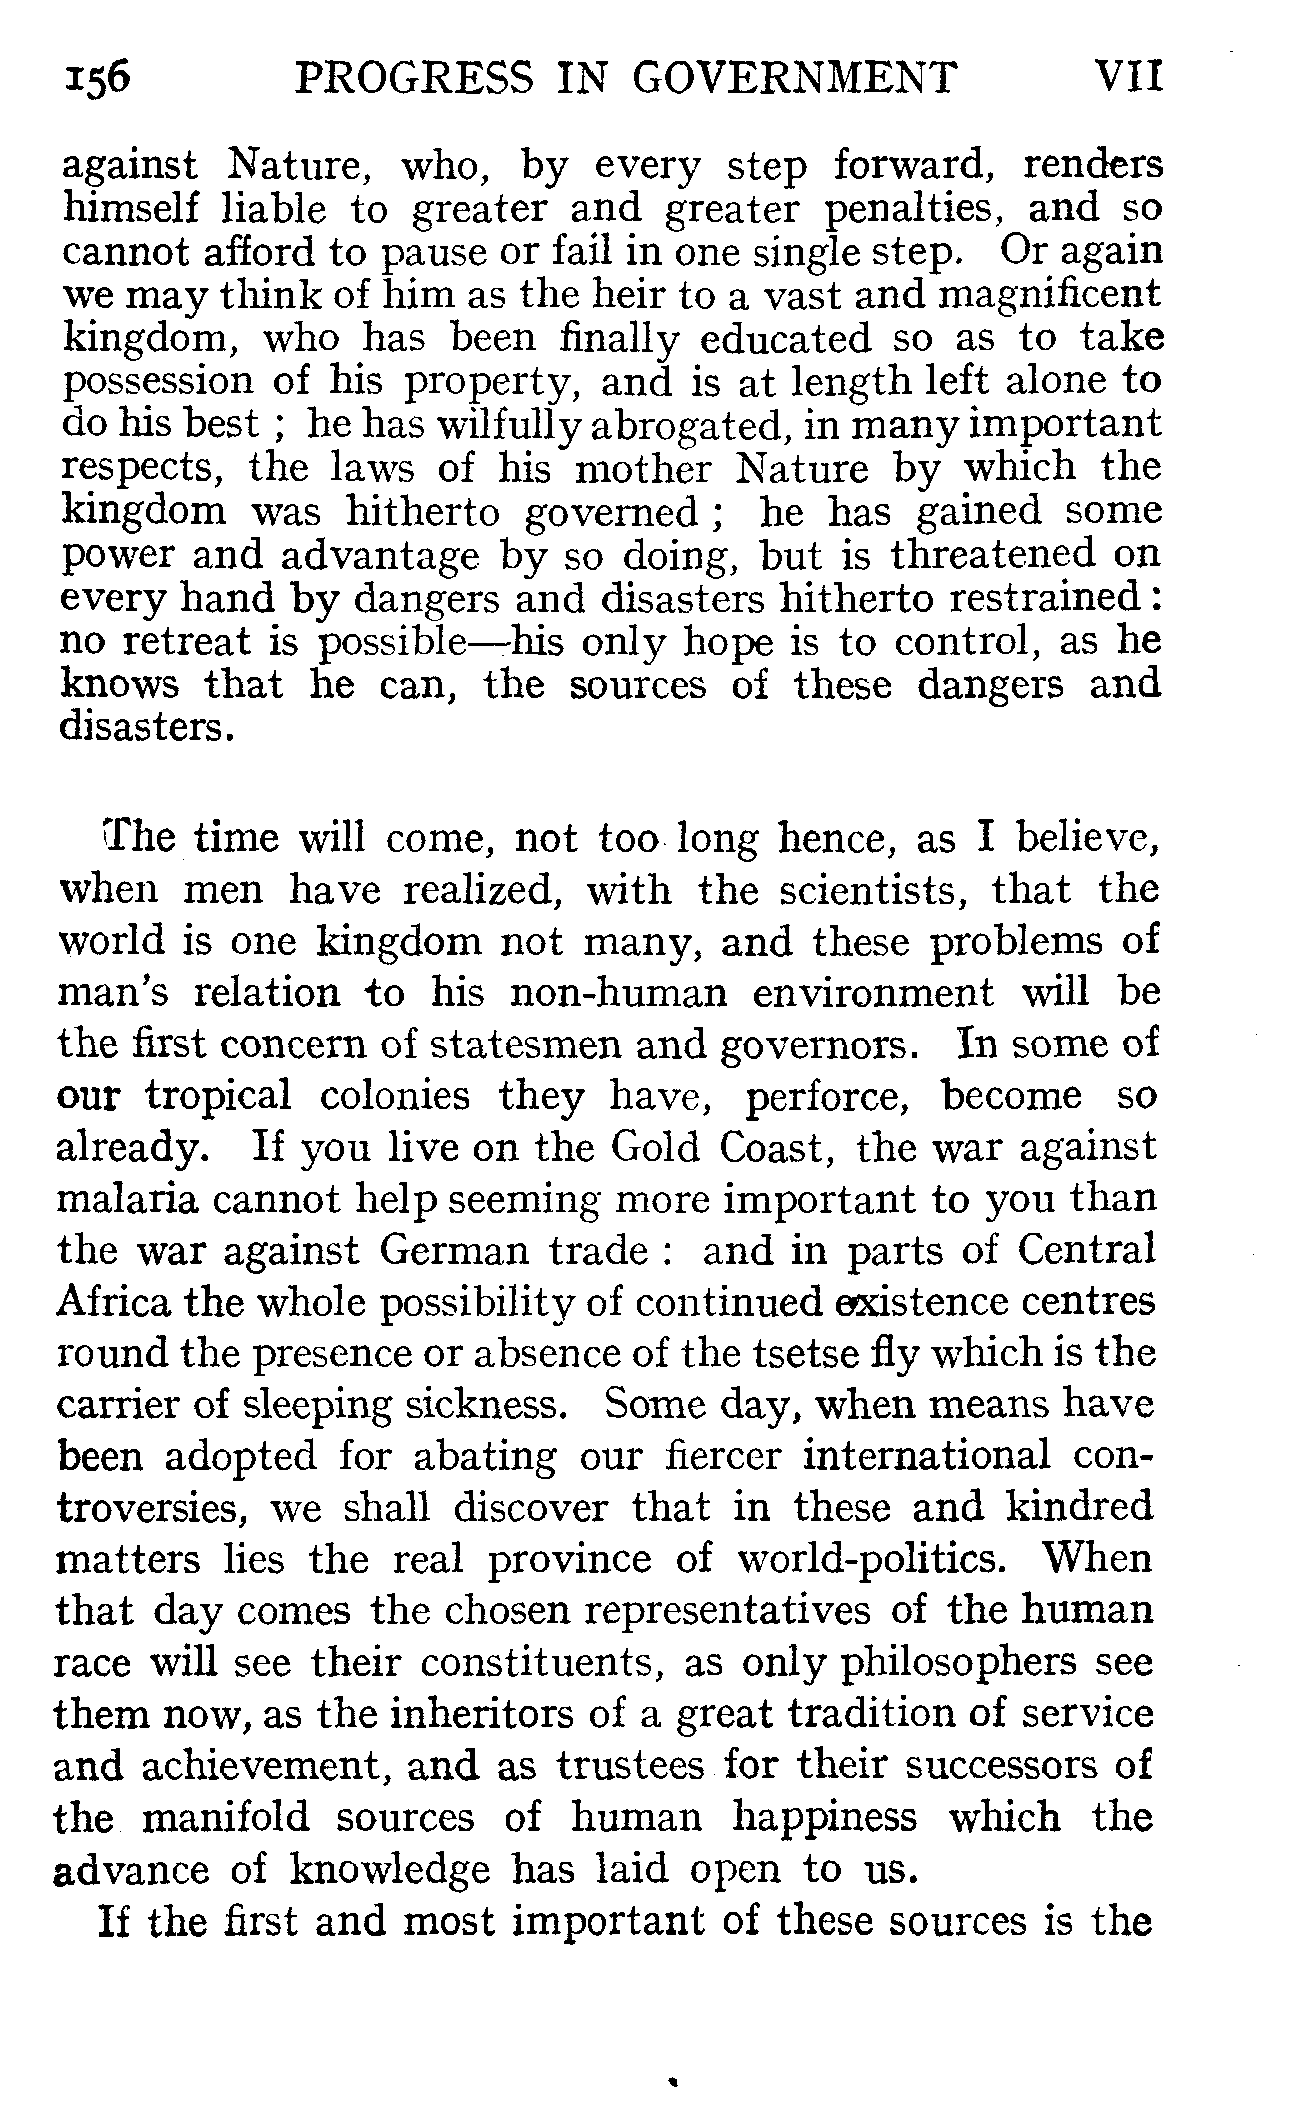 156 PROGRESS IN GOVERNMENT VII
against Nature, who, by every step forward, renders
himself liable to greater and greater penalties, and so
cannot afford to pause or fail in one single step. Or again
we may think of him as the heir to a vast and magnificent
kingdom, who has been finally educated so as to take
possession of his property, and is at length left alone to
do his best ; he has wilfully abrogated, in many important
respects, the laws of his mother Nature by which the
kingdom was hitherto governed ; he has gained some
power and advantage by so doing, but is threatened on
every hand by dangers and disasters hitherto restrained :
no retreat is possible—his only hope is to control, as he
knows that he can, the sources of these dangers and
disasters.
The time will come, not too long hence, as I believe,
when men have realized, with the scientists, that the
world is one kingdom not many, and these problems of
man's relation to his non-human environment will be
the first concern of statesmen and governors. In some of
our tropical colonies they have, perforce, become so
already. If you live on the Gold Coast, the war against
malaria cannot help seeming more important to you than
the war against German trade : and in parts of Central
Africa the whole possibility of continued existence centres
round the presence or absence of the tsetse fly which is the
carrier of sleeping sickness. Some day, when means have
been adopted for abating our fiercer international con-
troversies, we shall discover that in these and kindred
matters lies the real province of world-politics. When
that day comes the chosen representatives of the human
race will see their constituents, as only philosophers see
them now, as the inheritors of a great tradition of service
and achievement, and as trustees for their successors of
the manifold sources of human happiness which the
advance of knowledge has laid open to us.
If the first and most important of these sources is the